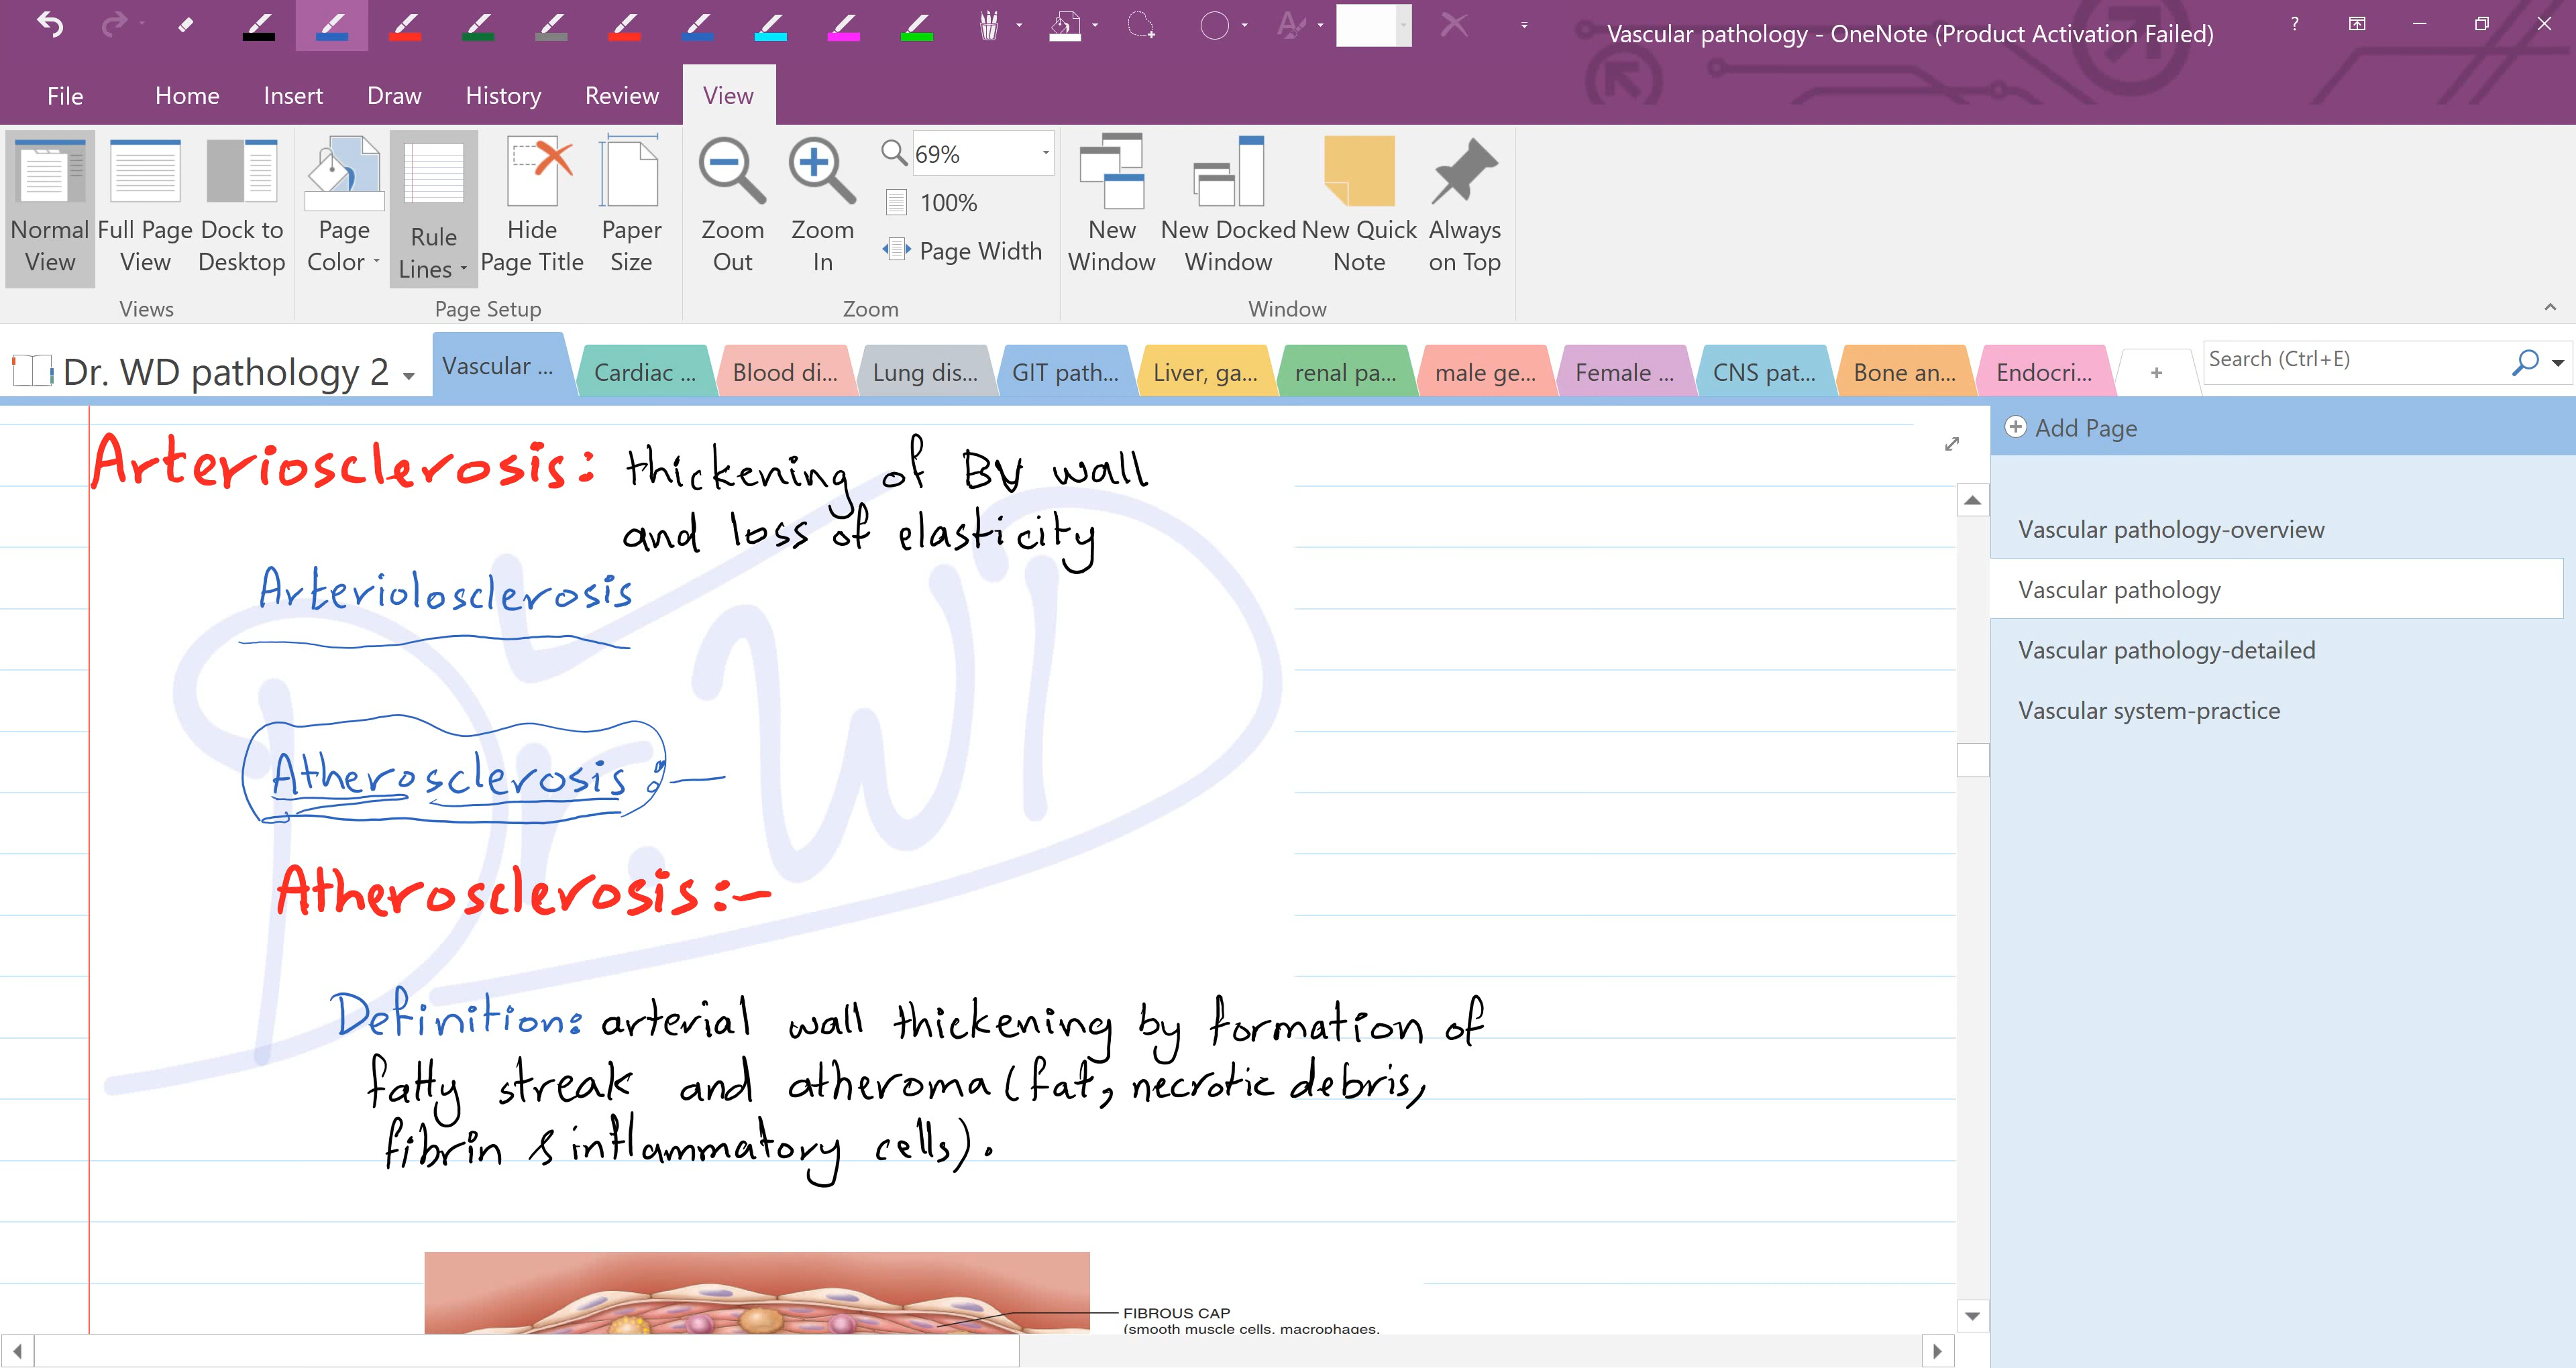 Vascular pathology - OneNote (Product Activation Failed)
?
File Home Insert Draw History Review View
Normal View
Full Page View
Dock to Desktop
Page Color
Rule Lines
Hide Page Title
Paper Size
Zoom Out
Zoom In
69%
100%
Page Width
New Window
New Docked Window
New Quick Note
Always on Top
Views
Page Setup
Zoom
Window
Dr. WD pathology 2
Vascular ...
Cardiac ...
Blood di...
Lung dis...
GIT path...
Liver, ga...
renal pa...
male ge...
Female ...
CNS pat...
Bone an...
Endocri...
+
Search (Ctrl+E)
Add Page
Vascular pathology-overview
Vascular pathology
Vascular pathology-detailed
Vascular system-practice
Arteriosclerosis: thickening of BV wall
and loss of elasticity
Arteriolosclerosis
Atherosclerosis :-
Atherosclerosis:-
Definition: arterial wall thickening by formation of
fatty streak and atheroma (fat, necrotic debris,
fibrin & inflammatory cells).
Dr. WD
FIBROUS CAP
(smooth muscle cells, macrophages,